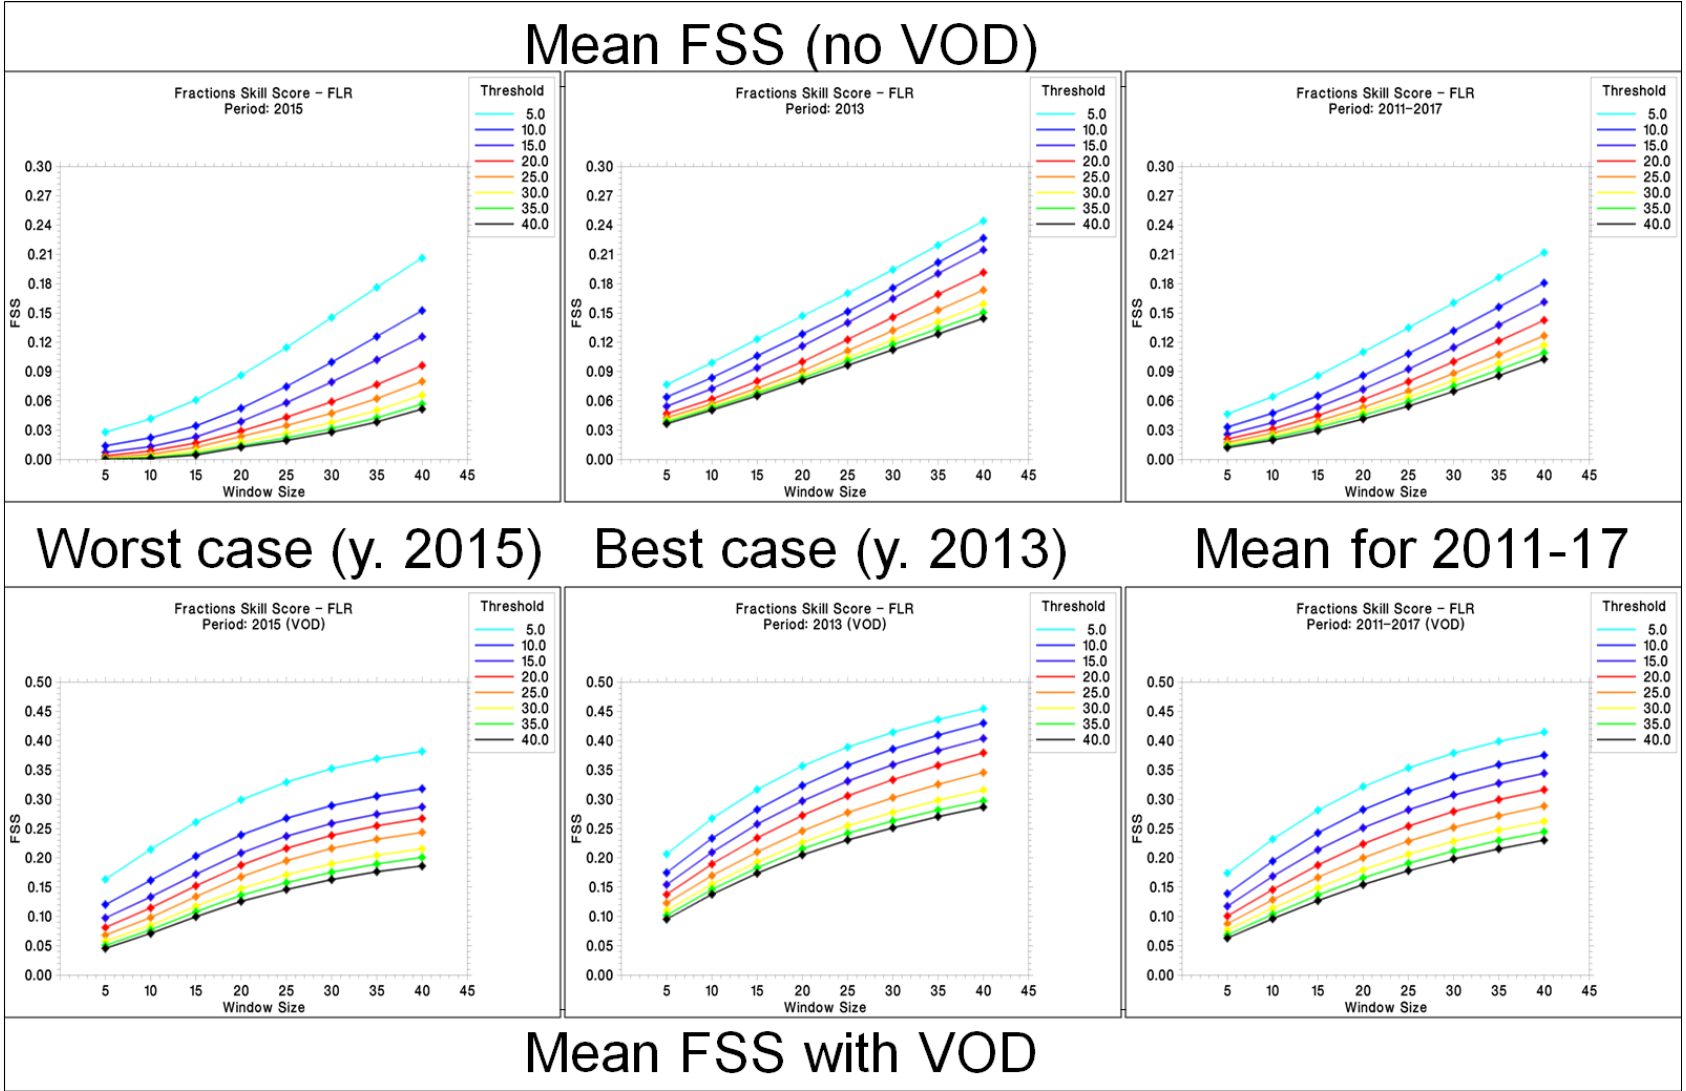 Mean FSS (no VOD)
Fractions Skill Score - FLR
Period: 2015
Threshold
5.0
10.0
15.0
20.0
25.0
30.0
35.0
40.0
0.30
0.27
0.24
0.21
0.18
0.15
0.12
0.09
0.06
0.03
0.00
FSS
5 10 15 20 25 30 35 40 45
Window Size
Fractions Skill Score - FLR
Period: 2013
Threshold
5.0
10.0
15.0
20.0
25.0
30.0
35.0
40.0
0.30
0.27
0.24
0.21
0.18
0.15
0.12
0.09
0.06
0.03
0.00
FSS
5 10 15 20 25 30 35 40 45
Window Size
Fractions Skill Score - FLR
Period: 2011-2017
Threshold
5.0
10.0
15.0
20.0
25.0
30.0
35.0
40.0
0.30
0.27
0.24
0.21
0.18
0.15
0.12
0.09
0.06
0.03
0.00
FSS
5 10 15 20 25 30 35 40 45
Window Size
Worst case (y. 2015)
Best case (y. 2013)
Mean for 2011-17
Fractions Skill Score - FLR
Period: 2015 (VOD)
Threshold
5.0
10.0
15.0
20.0
25.0
30.0
35.0
40.0
0.50
0.45
0.40
0.35
0.30
0.25
0.20
0.15
0.10
0.05
0.00
FSS
5 10 15 20 25 30 35 40 45
Window Size
Fractions Skill Score - FLR
Period: 2013 (VOD)
Threshold
5.0
10.0
15.0
20.0
25.0
30.0
35.0
40.0
0.50
0.45
0.40
0.35
0.30
0.25
0.20
0.15
0.10
0.05
0.00
FSS
5 10 15 20 25 30 35 40 45
Window Size
Fractions Skill Score - FLR
Period: 2011-2017 (VOD)
Threshold
5.0
10.0
15.0
20.0
25.0
30.0
35.0
40.0
0.50
0.45
0.40
0.35
0.30
0.25
0.20
0.15
0.10
0.05
0.00
FSS
5 10 15 20 25 30 35 40 45
Window Size
Mean FSS with VOD